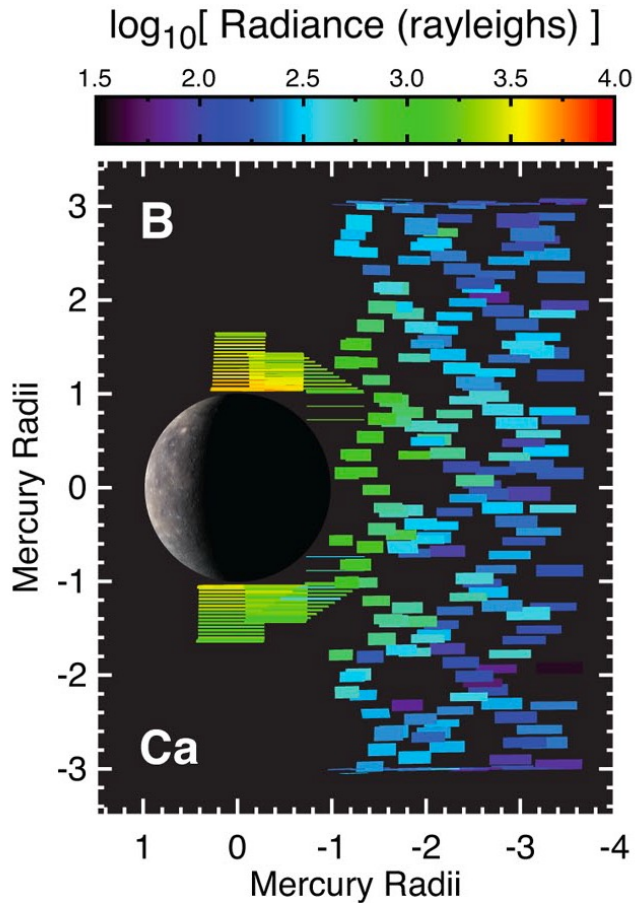 log10[ Radiance (rayleighs) ]
1.5 2.0 2.5 3.0 3.5 4.0
B
3
2
1
0
-1
-2
-3
Mercury Radii
Ca
1 0 -1 -2 -3 -4
Mercury Radii